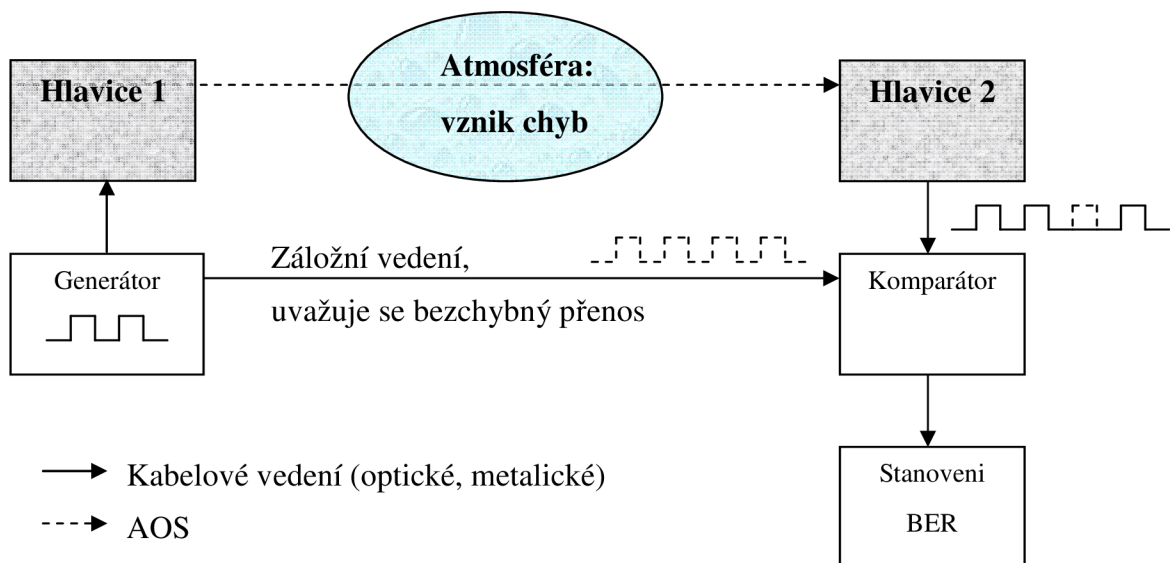 Hlavice 1
Atmosféra:
vznik chyb
Hlavice 2
Generátor
Záložní vedení,
uvažuje se bezchybný přenos
Komparátor
Kabelové vedení (optické, metalické)
AOS
Stanoveni
BER